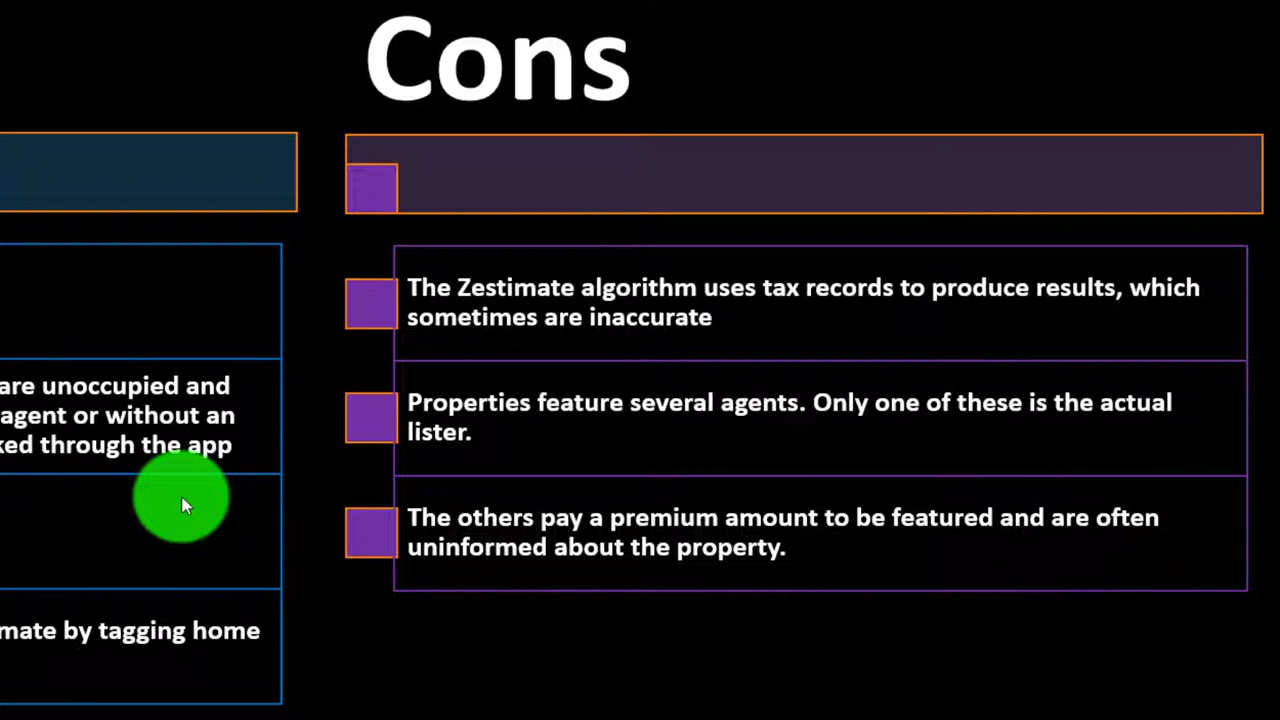 Cons
are unoccupied and
agent or without an
ked through the app
mate by tagging home
The Zestimate algorithm uses tax records to produce results, which
sometimes are inaccurate
Properties feature several agents. Only one of these is the actual
lister.
The others pay a premium amount to be featured and are often
uninformed about the property.